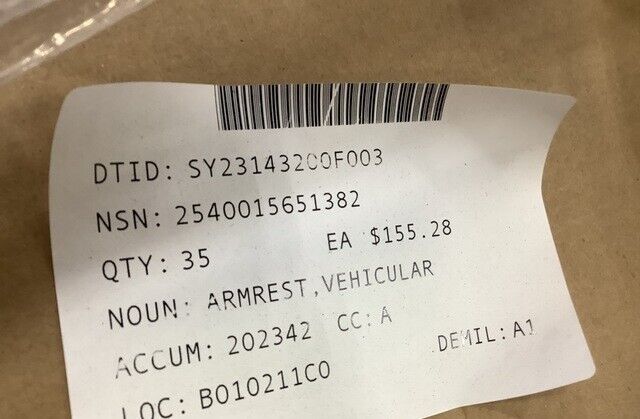 DTID: SY23143200F003
NSN: 2540015651382
QTY: 35 EA $155.28
NOUN: ARMREST,VEHICULAR
ACCUM: 202342 CC: A
DEMIL: A1
LOC: B010211C0